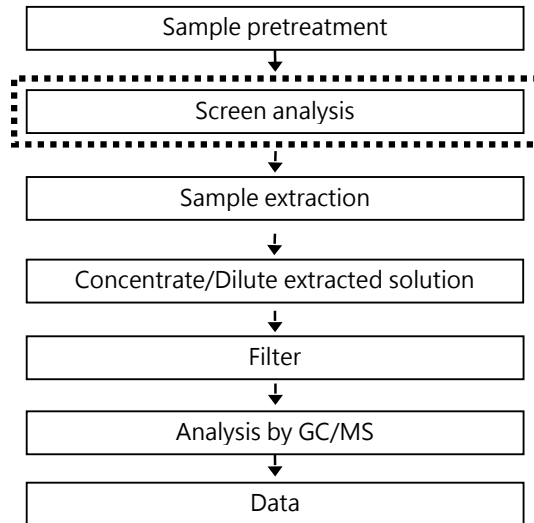 Sample pretreatment
Screen analysis
Sample extraction
Concentrate/Dilute extracted solution
Filter
Analysis by GC/MS
Data